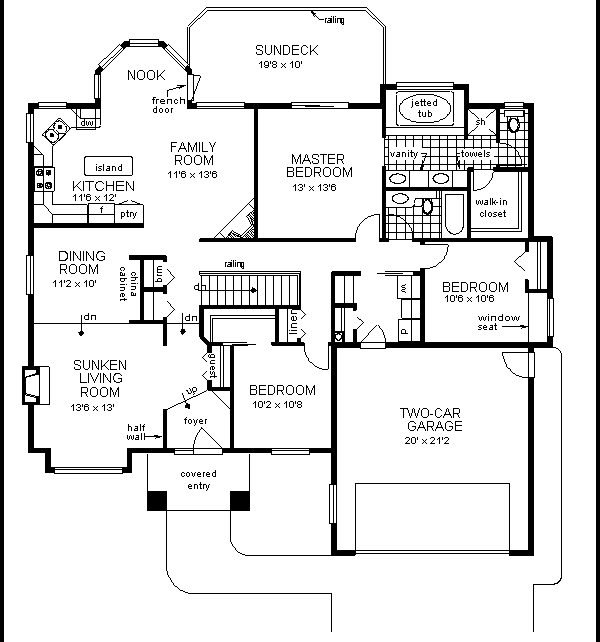 railing
SUNDECK
19'8 x 10'
NOOK
french
door
jetted
tub
dw
sh
FAMILY
ROOM
11'6 x 13'6
MASTER
BEDROOM
13' x 13'6
vanity
towels
island
KITCHEN
11'6 x 12'
f
ptry
walk-in
closet
DINING
ROOM
11'2 x 10'
china
cabinet
railing
dn
BEDROOM
10'6 x 10'6
W
D
window
seat
linen
dn
dn
SUNKEN
LIVING
ROOM
13'6 x 13'
guest
up
BEDROOM
10'2 x 10'8
half
wall
foyer
TWO-CAR
GARAGE
20' x 21'2
covered
entry